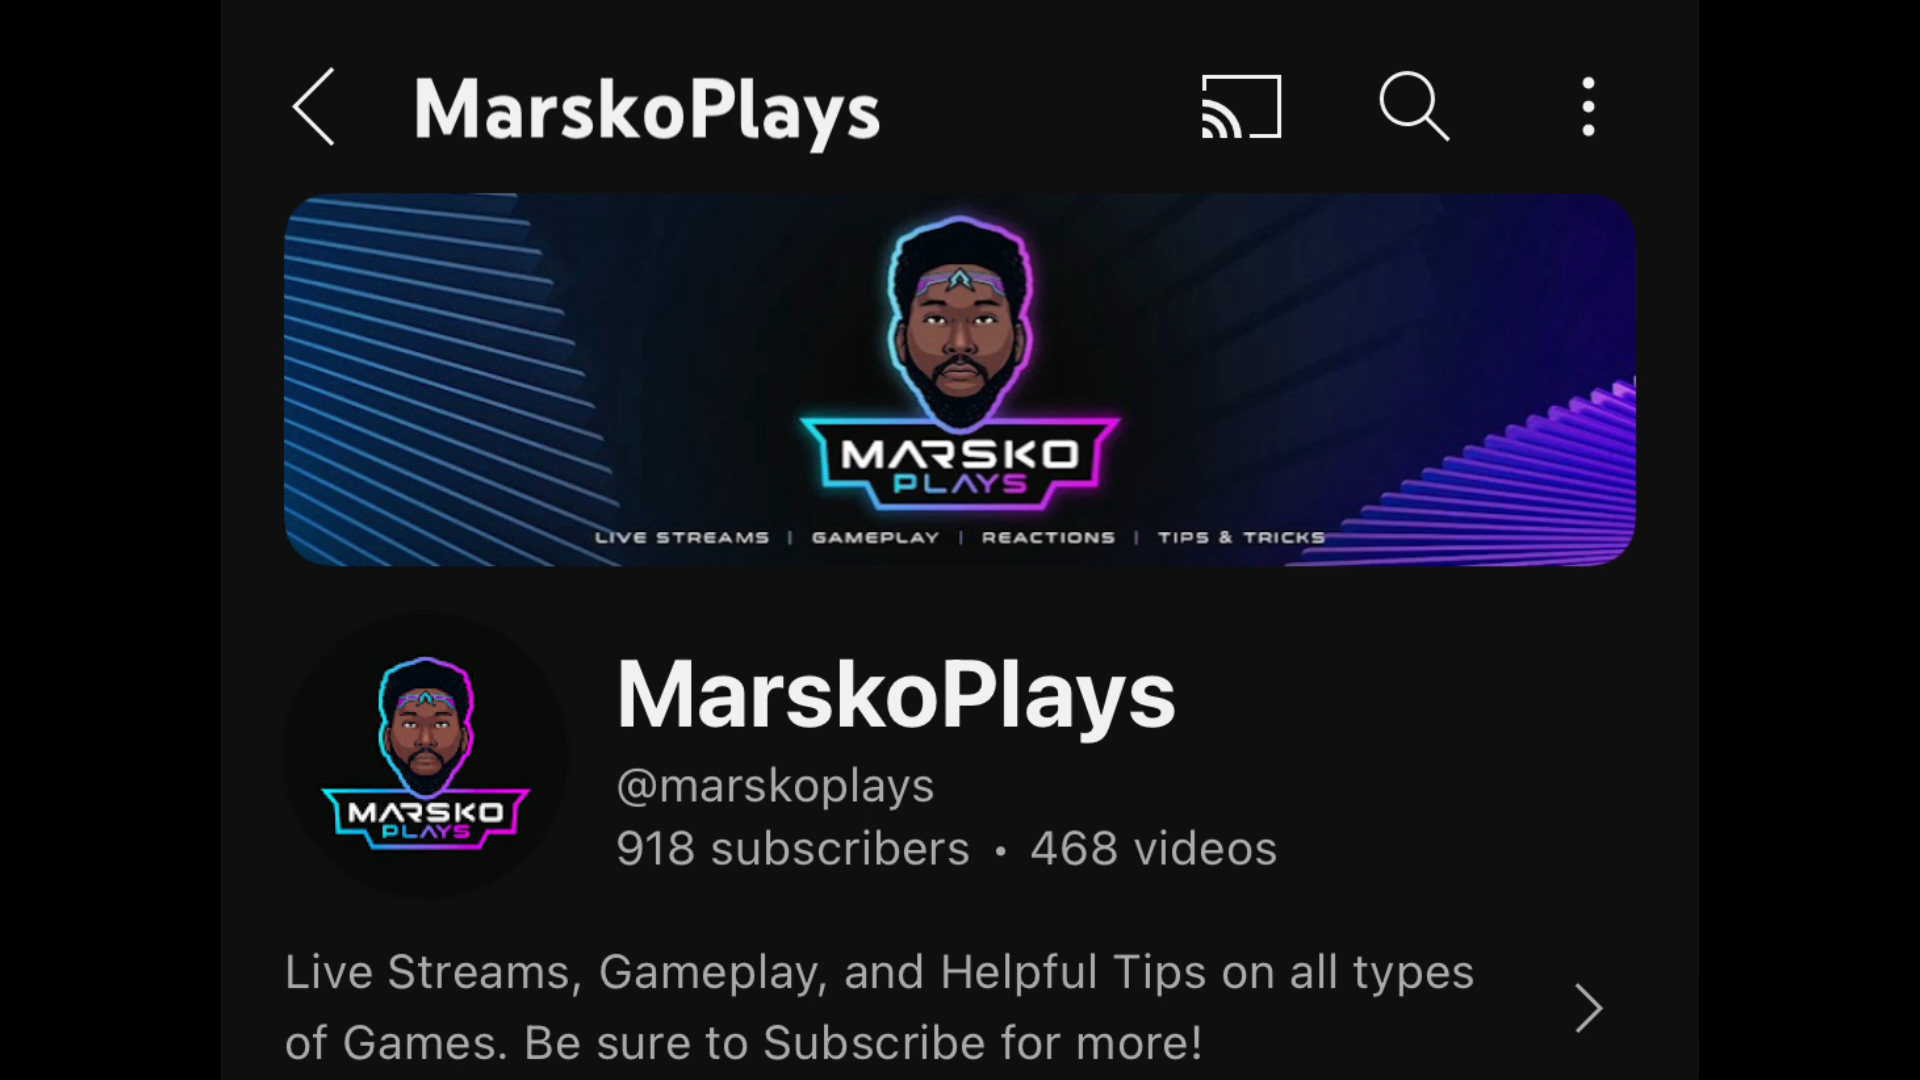 MarskoPlays
MARSKO
PLAYS
LIVE STREAMS | GAMEPLAY | REACTIONS | TIPS & TRICKS
MARSKO
PLAYS
MarskoPlays
@marskoplays
918 subscribers • 468 videos
Live Streams, Gameplay, and Helpful Tips on all types
of Games. Be sure to Subscribe for more!